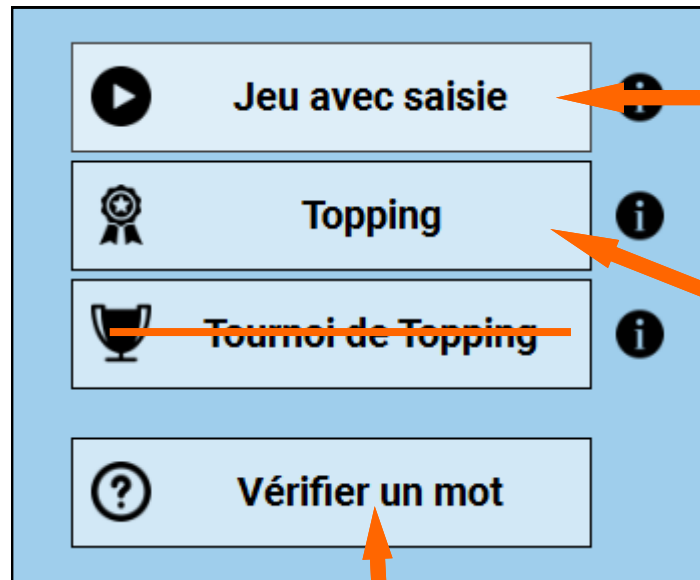 Jeu avec saisie
Topping
Tournoi de Topping
Vérifier un mot